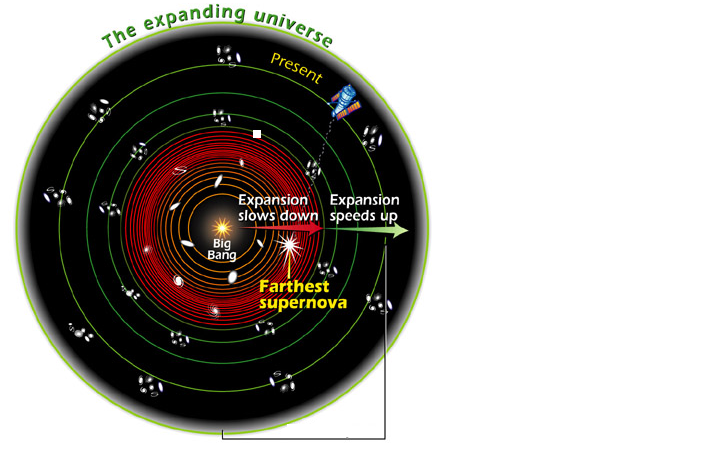 The expanding universe
Present
Expansion
slows down
Expansion
speeds up
Big
Bang
Farthest
supernova